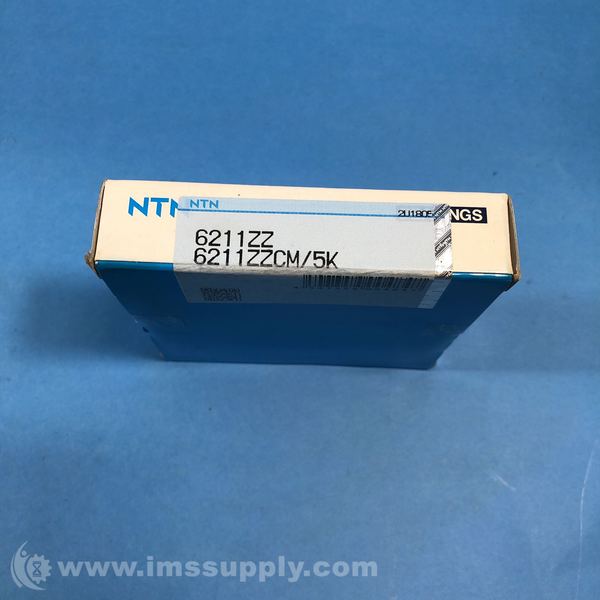 NTN
NTN
2U180E
NGS
6211ZZ
6211ZZCM/5K
www.imssupply.com